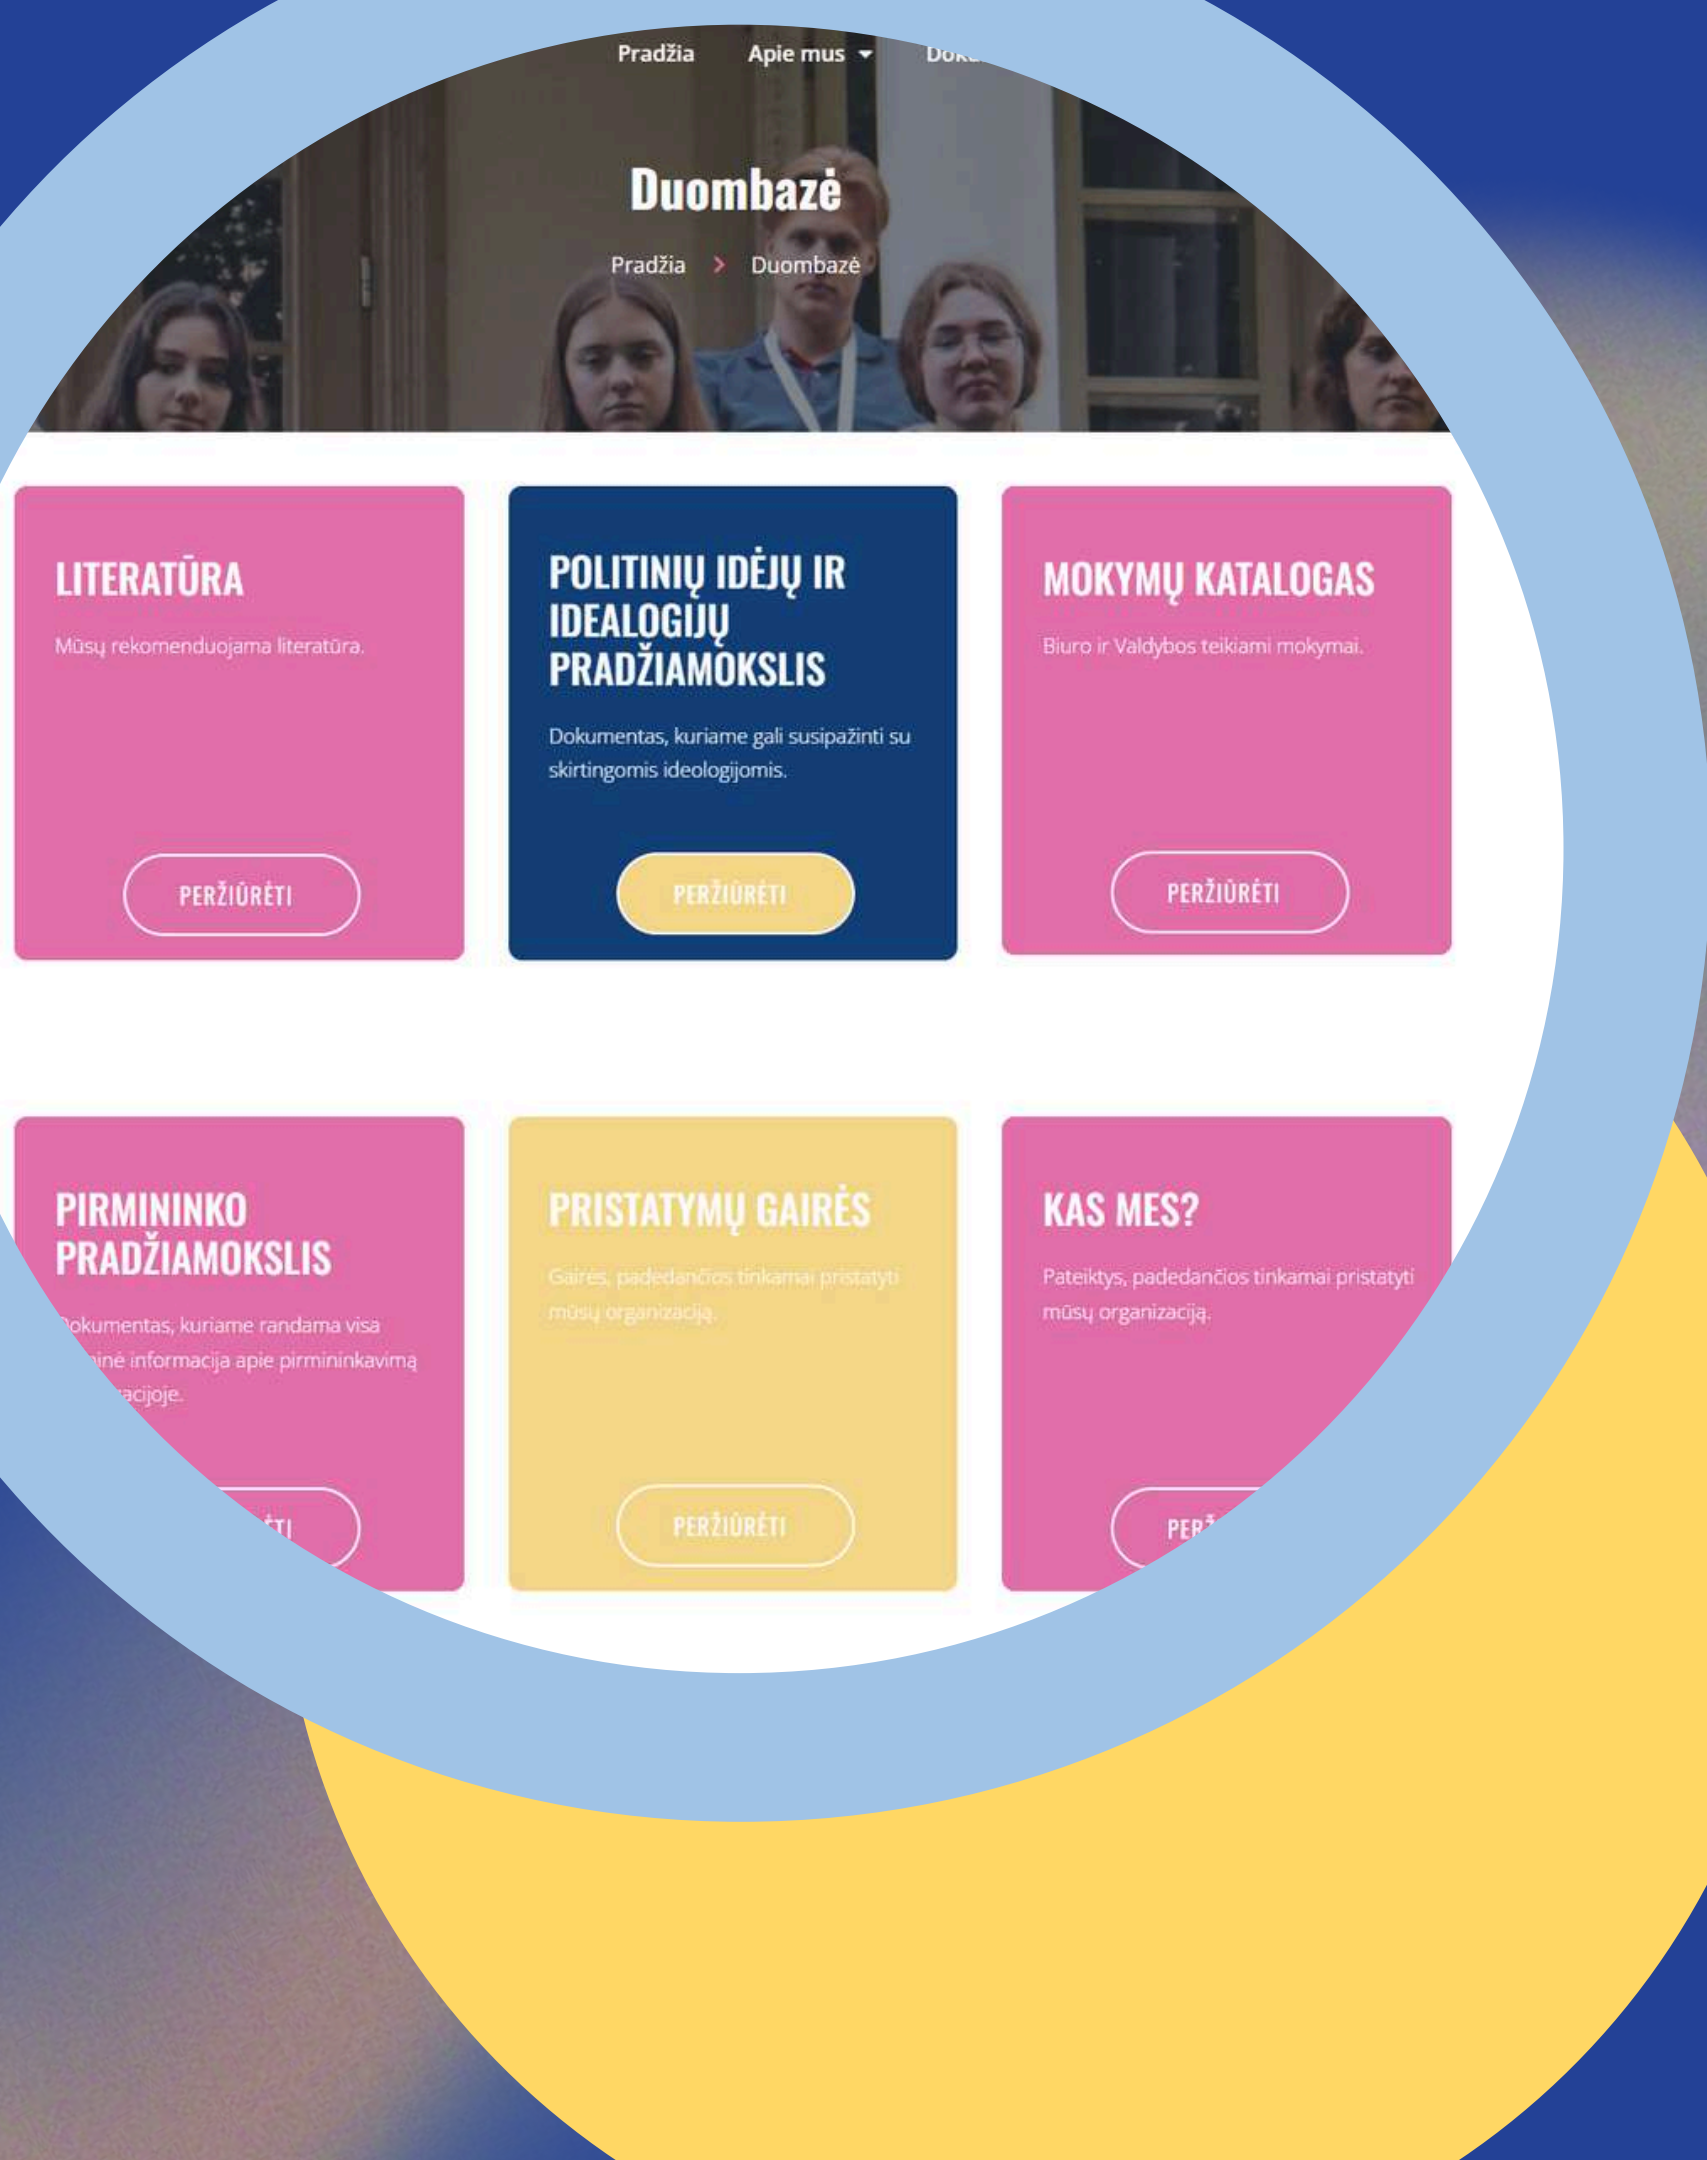 Pradžia Apie mus
Duombazė
Pradžia > Duombazė
LITERATŪRA
Mūsų rekomenduojama literatūra.
PERŽIŪRĖTI
POLITINIŲ IDĖJŲ IR
IDEALOGIJŲ
PRADŽIAMOKSLIS
Dokumentas, kuriame gali susipažinti su
skirtingomis ideologijomis.
PERŽIŪRĖTI
MOKYMŲ KATALOGAS
Biuro ir Valdybos teikiami mokymai.
PERŽIŪRĖTI
PIRMININKO
PRADŽIAMOKSLIS
kuriame randama visa
informacija apie pirmininkavimą
PRISTATYMŲ GAIRĖS
Gairės, padedančios tinkamai pristatyti
mūsų organizaciją.
PERŽIŪRĖTI
KAS MES?
Pateiktys, padedančios tinkamai pristatyti
mūsų organizaciją.